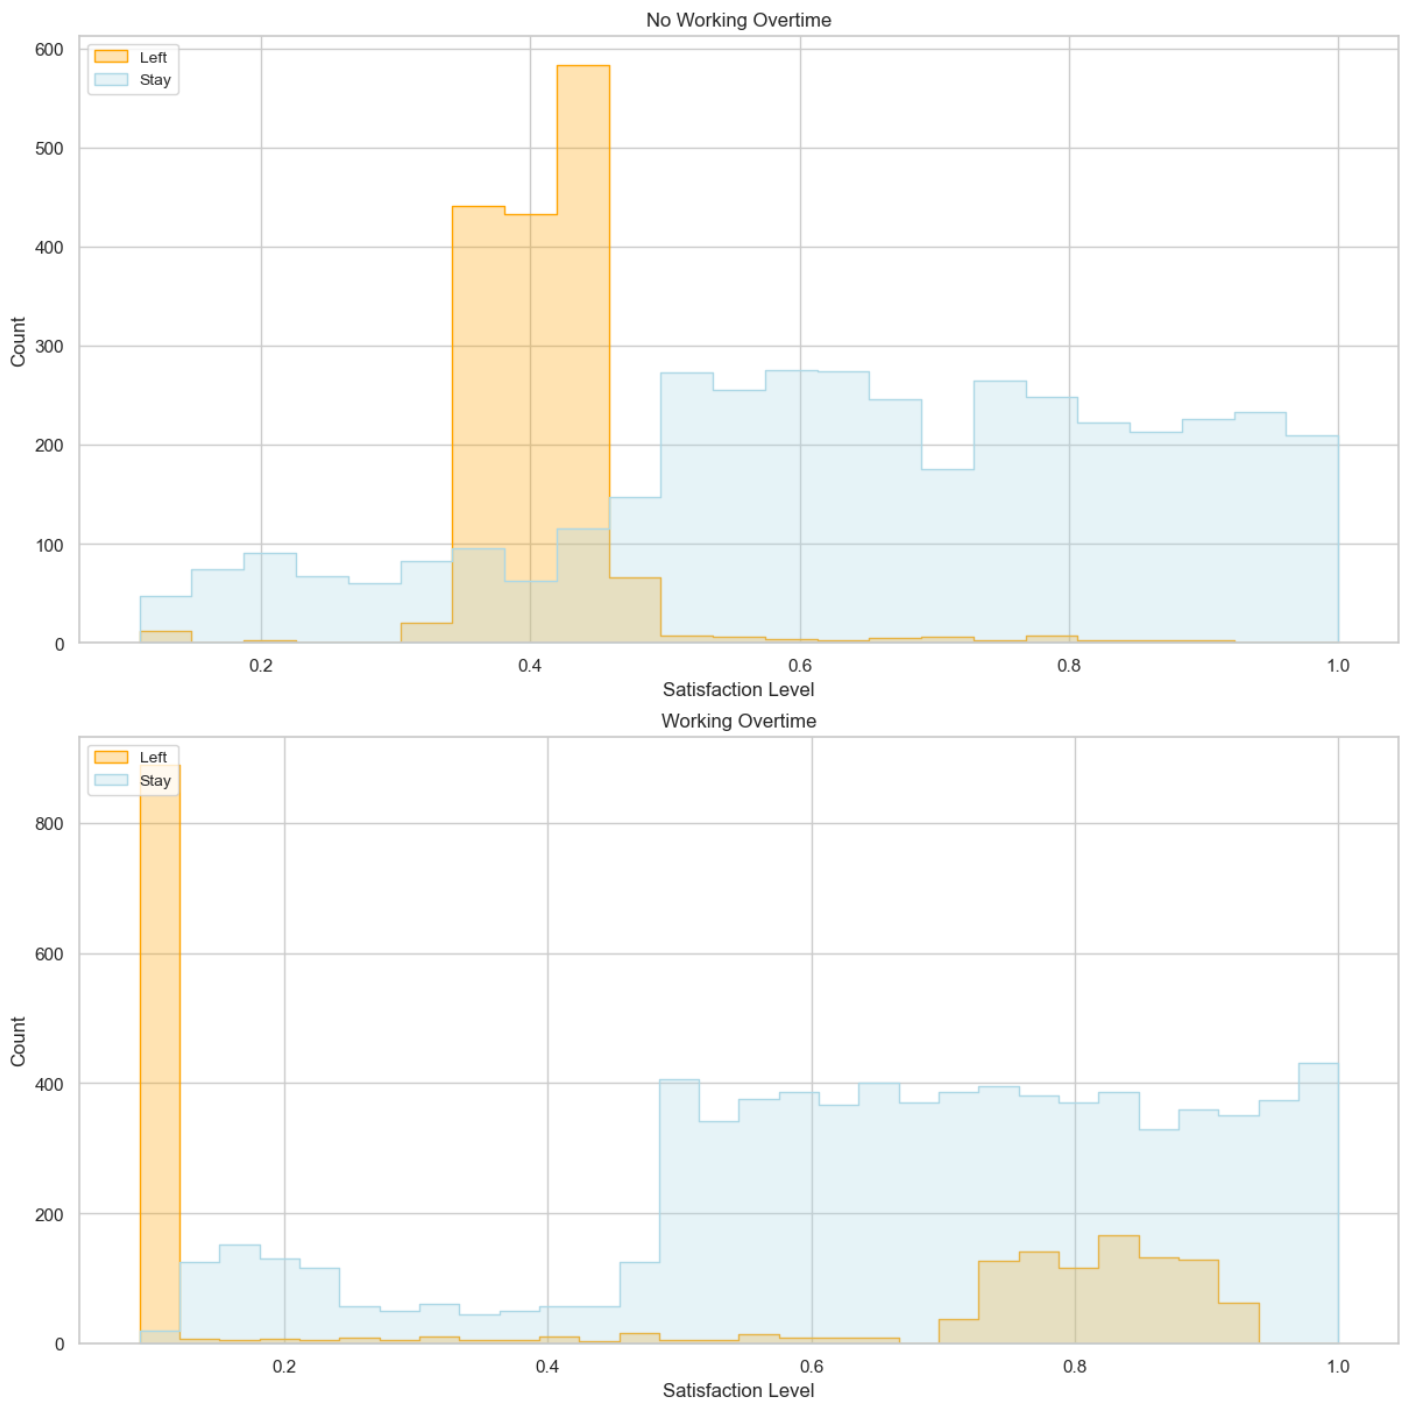 No Working Overtime
Left
Stay
600
500
400
300
200
100
0
Count
0.2 0.4 0.6 0.8 1.0
Satisfaction Level
Working Overtime
Left
Stay
800
600
400
200
0
Count
0.2 0.4 0.6 0.8 1.0
Satisfaction Level